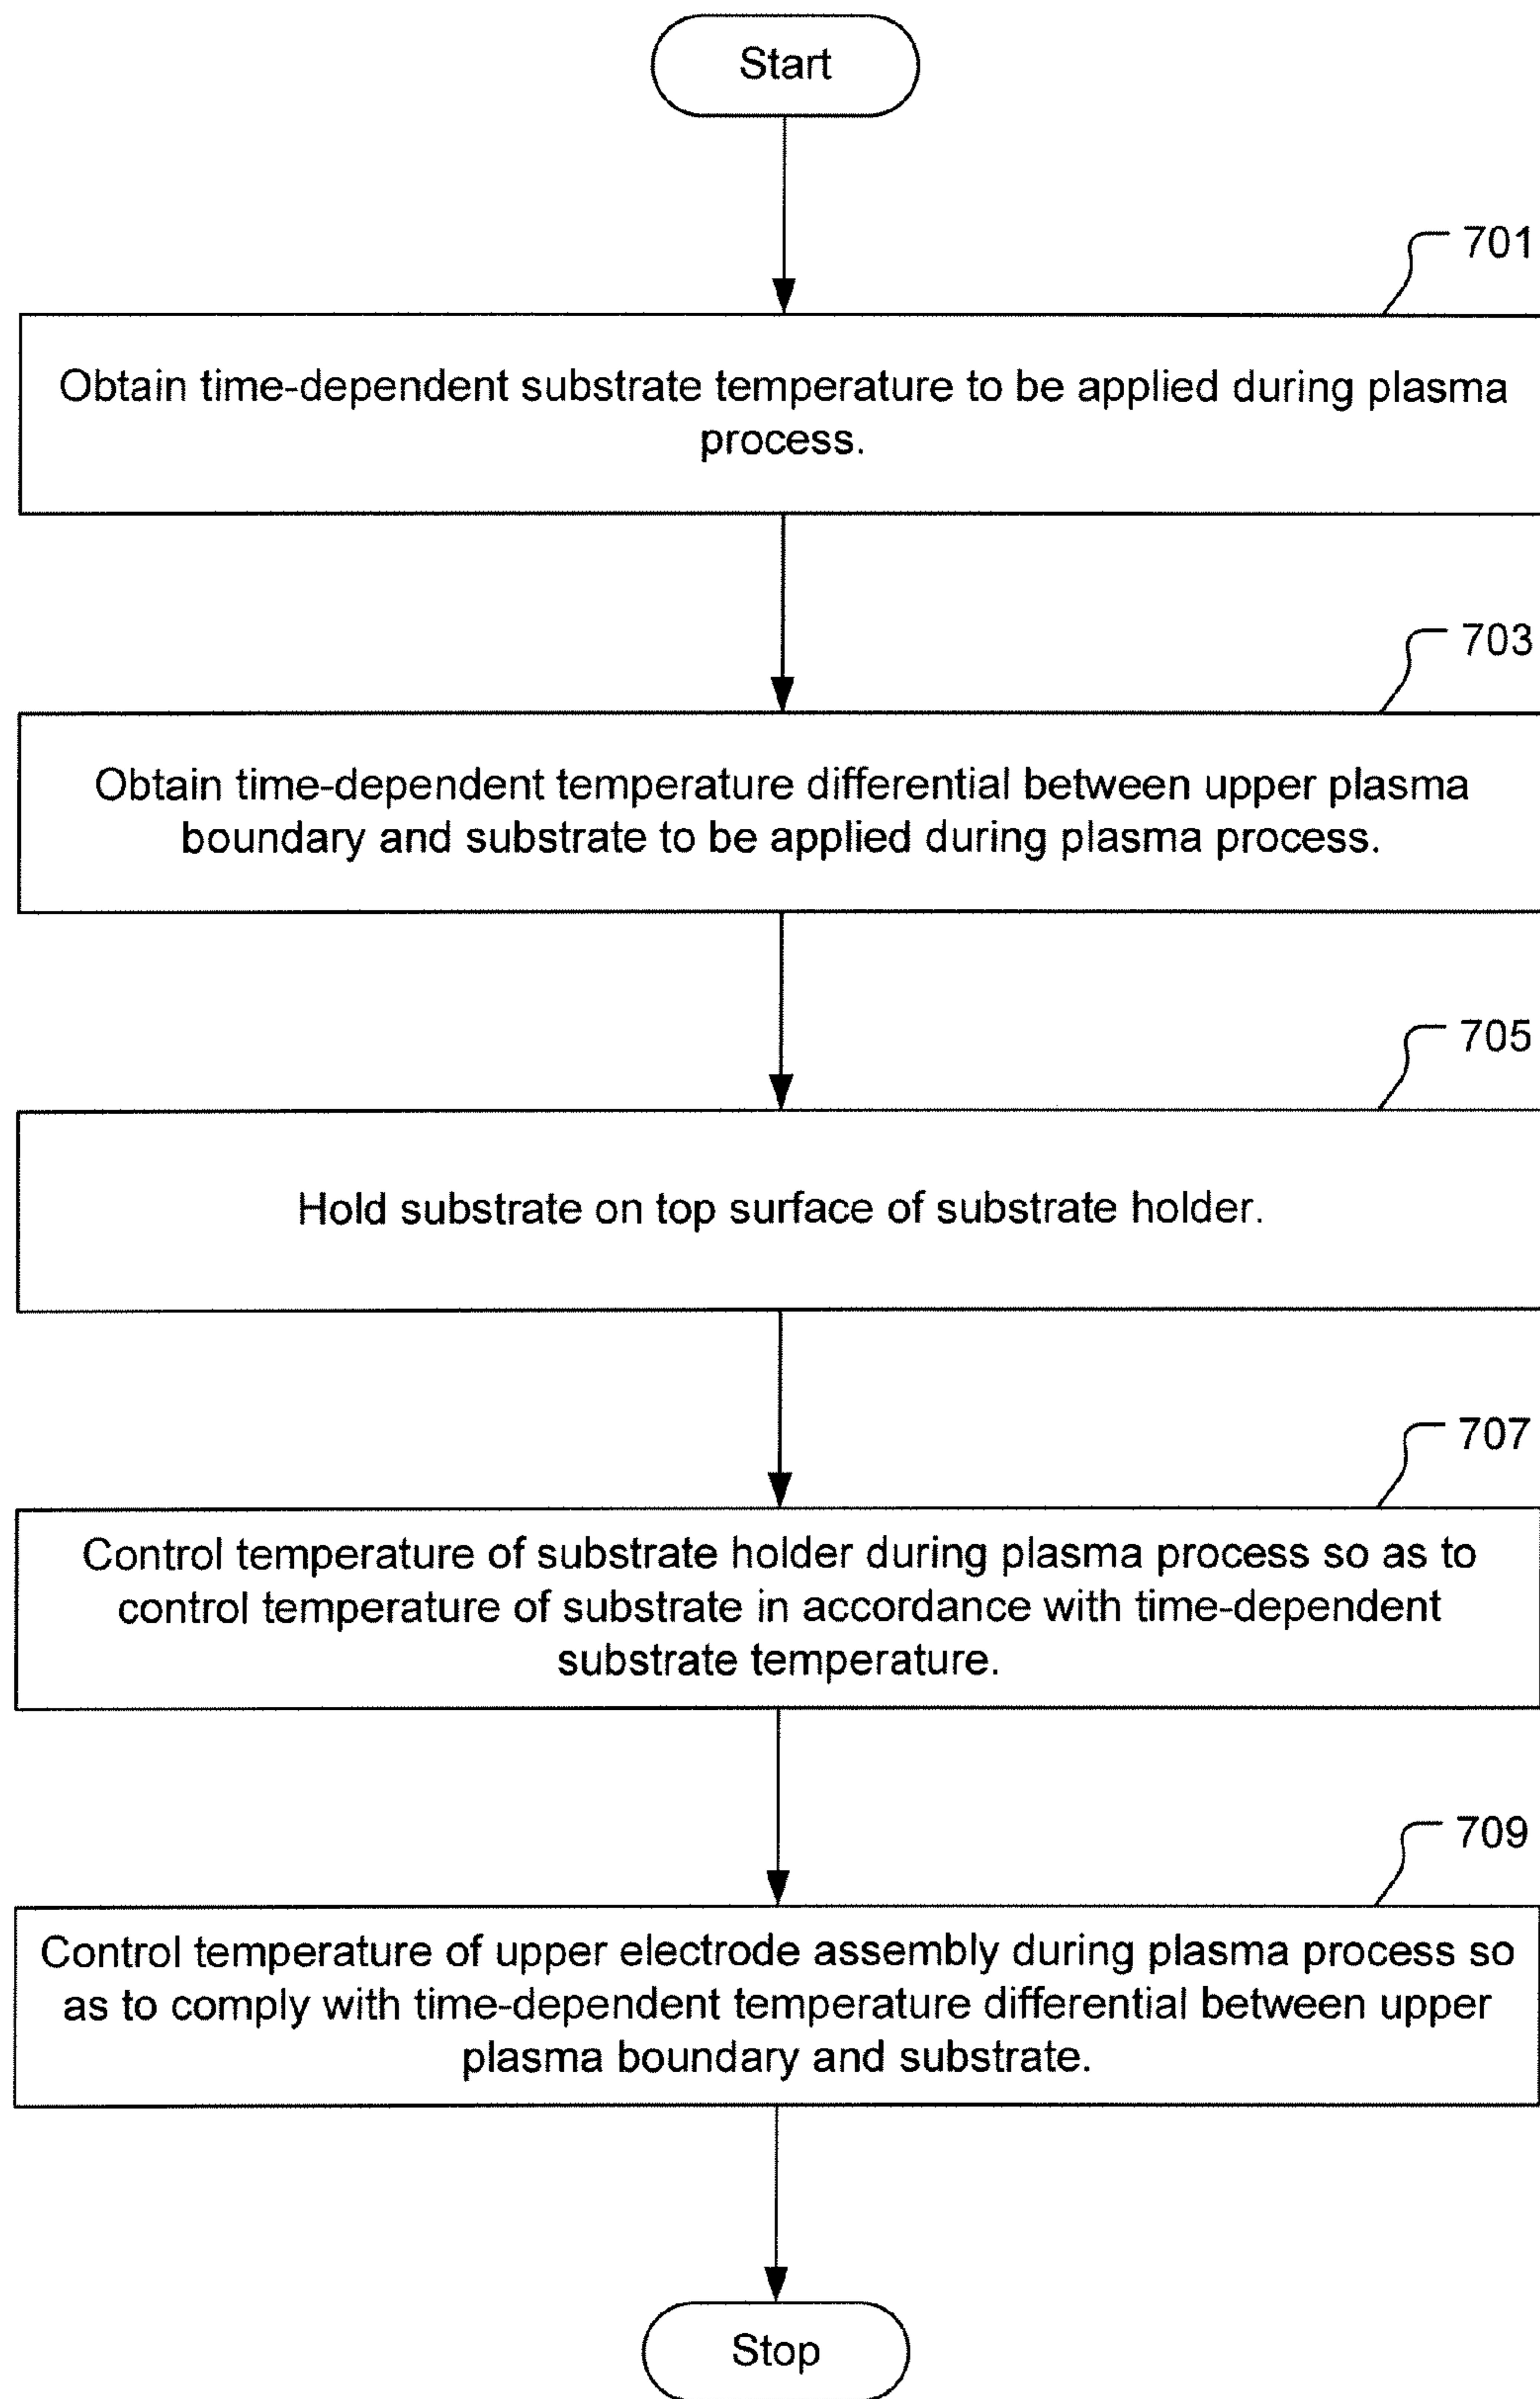 Start
701
Obtain time-dependent substrate temperature to be applied during plasma
process.
703
Obtain time-dependent temperature differential between upper plasma
boundary and substrate to be applied during plasma process.
705
Hold substrate on top surface of substrate holder.
707
Control temperature of substrate holder during plasma process so as to
control temperature of substrate in accordance with time-dependent
substrate temperature.
709
Control temperature of upper electrode assembly during plasma process so
as to comply with time-dependent temperature differential between upper
plasma boundary and substrate.
Stop